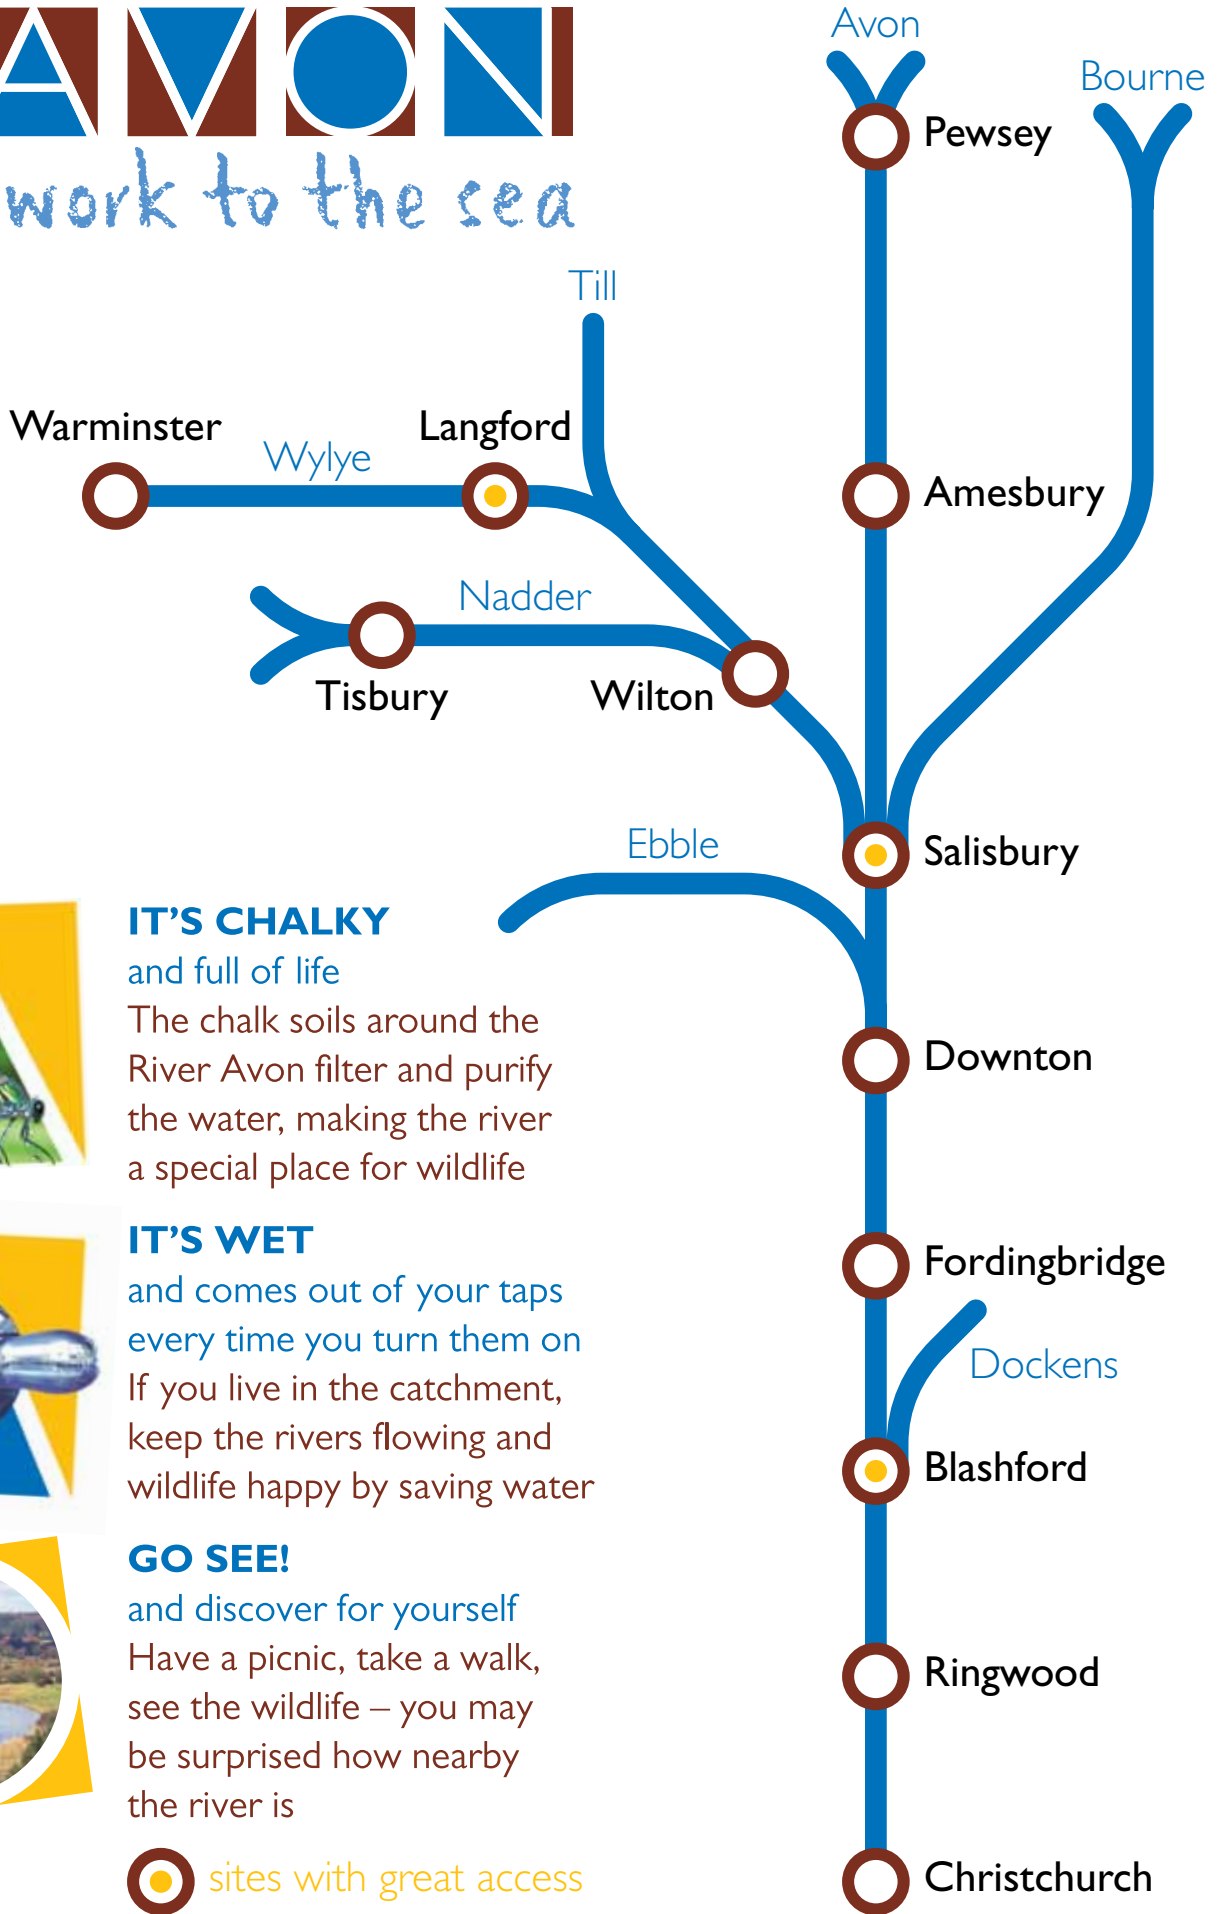 AVON
work to the sea
Avon
Bourne
Pewsey
Till
Warminster
Wylye
Langford
Amesbury
Nadder
Tisbury
Wilton
Ebble
Salisbury
IT'S CHALKY
and full of life
The chalk soils around the
River Avon filter and purify
the water, making the river
a special place for wildlife
Downton
IT'S WET
and comes out of your taps
every time you turn them on
If you live in the catchment,
keep the rivers flowing and
wildlife happy by saving water
Fordingbridge
Dockens
Blashford
GO SEE!
and discover for yourself
Have a picnic, take a walk,
see the wildlife – you may
be surprised how nearby
the river is
Ringwood
sites with great access
Christchurch